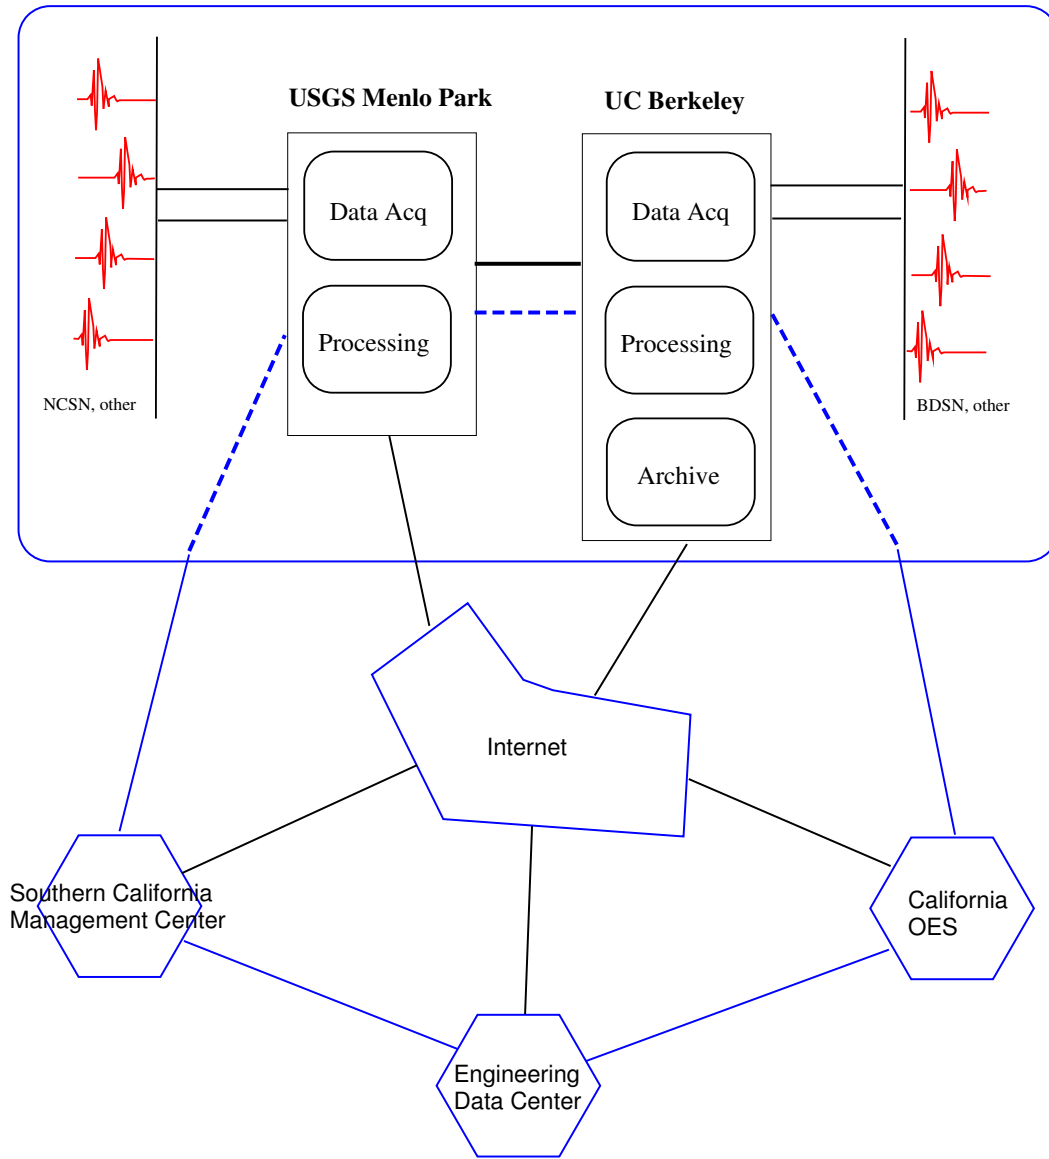 USGS Menlo Park
UC Berkeley
Data Acq
Data Acq
Processing
Processing
NCSN, other
BDSN, other
Archive
Internet
Southern California
Management Center
California
OES
Engineering
Data Center